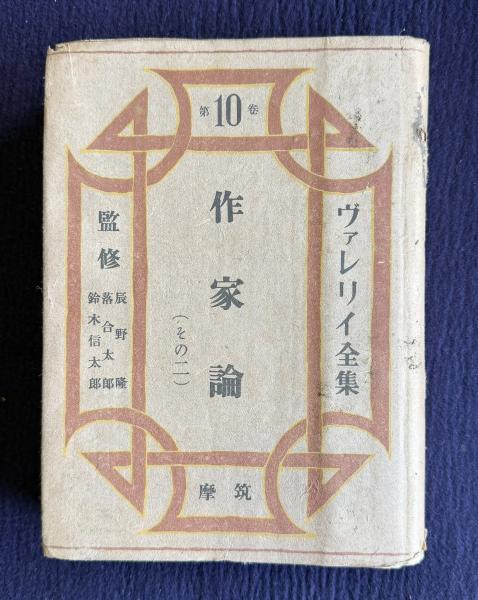 第10巻
ヴァレリイ全集
作家論
(その二)
監修
辰野隆
落合太郎
鈴木信太郎
筑摩